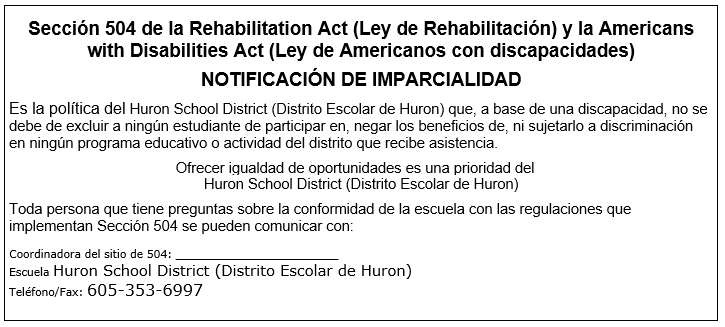 Sección 504 de la Rehabilitation Act (Ley de Rehabilitación) y la Americans
with Disabilities Act (Ley de Americanos con discapacidades)
NOTIFICACIÓN DE IMPARCIALIDAD
Es la política del Huron School District (Distrito Escolar de Huron) que, a base de una discapacidad, no se
debe de excluir a ningún estudiante de participar en, negar los beneficios de, ni sujetarlo a discriminación
en ningún programa educativo o actividad del distrito que recibe asistencia.
Ofrecer igualdad de oportunidades es una prioridad del
Huron School District (Distrito Escolar de Huron)
Toda persona que tiene preguntas sobre la conformidad de la escuela con las regulaciones que
implementan Sección 504 se pueden comunicar con:
Coordinadora del sitio de 504: ____________________
Escuela Huron School District (Distrito Escolar de Huron)
Teléfono/Fax: 605-353-6997